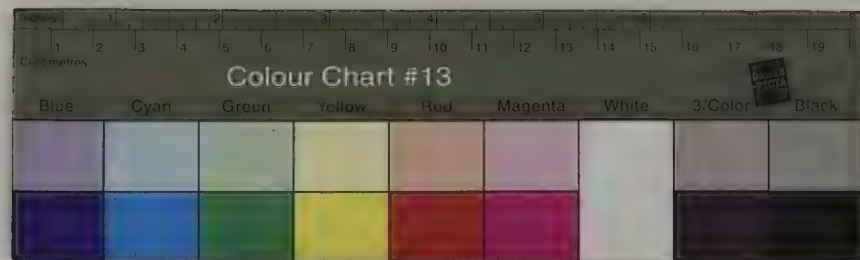 Inches 1 2 3 4 5 6 7 8
1 2 3 4 5 6 7 8 9 10 11 12 13 14 15 16 17 18 19
Centimetres
Colour Chart #13
Blue Cyan Green Yellow Red Magenta White 3/Color Black